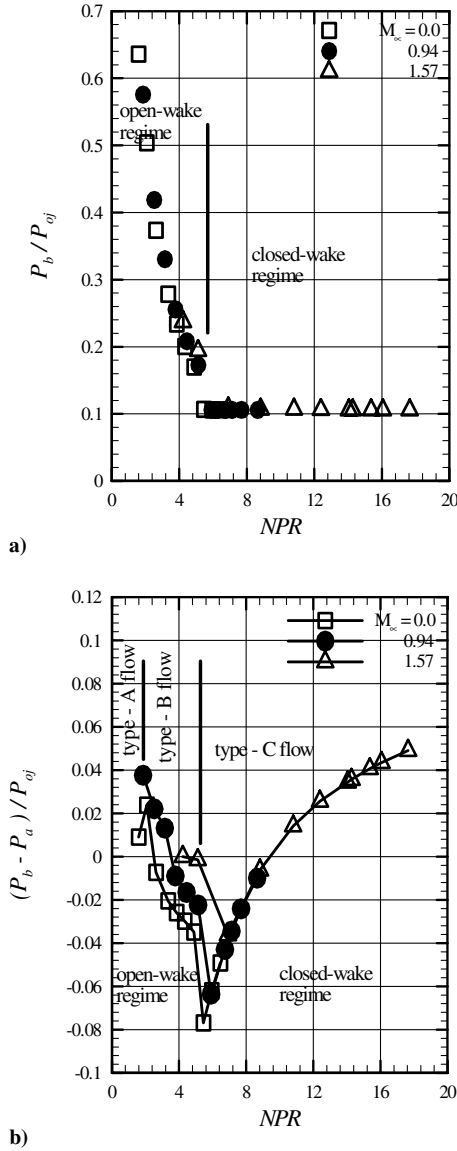 M∞ = 0.0
0.94
1.57
0.7
0.6
0.5
0.4
0.3
0.2
0.1
0
open-wake
regime
closed-wake
regime
P_b / P_oj
0 4 8 12 16 20
NPR
a)
M∞ = 0.0
0.94
1.57
0.12
0.1
0.08
0.06
0.04
0.02
0
-0.02
-0.04
-0.06
-0.08
-0.1
type - A flow
type - B flow
type - C flow
open-wake
regime
closed-wake
regime
(P_b - P_a) / P_oj
0 4 8 12 16 20
NPR
b)